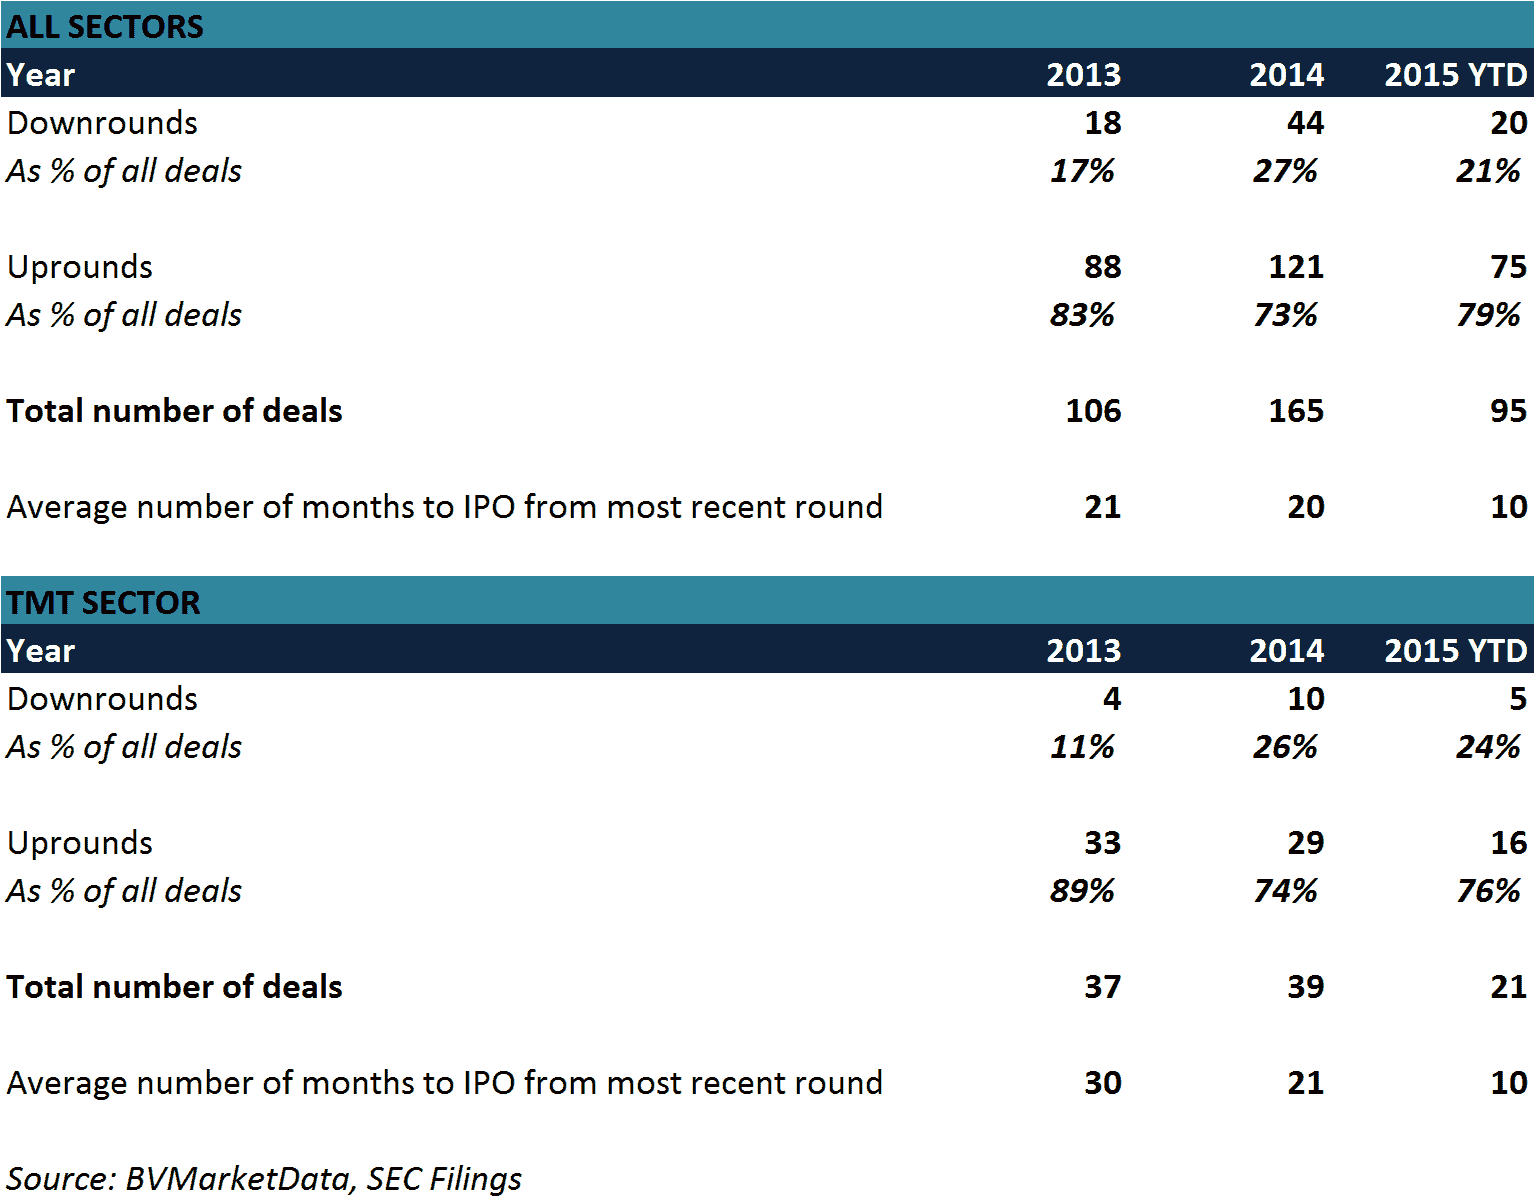 ALL SECTORS
Year 2013 2014 2015 YTD
Downrounds 18 44 20
As % of all deals 17% 27% 21%
Uprounds 88 121 75
As % of all deals 83% 73% 79%
Total number of deals 106 165 95
Average number of months to IPO from most recent round 21 20 10
TMT SECTOR
Year 2013 2014 2015 YTD
Downrounds 4 10 5
As % of all deals 11% 26% 24%
Uprounds 33 29 16
As % of all deals 89% 74% 76%
Total number of deals 37 39 21
Average number of months to IPO from most recent round 30 21 10
Source: BVMarketData, SEC Filings